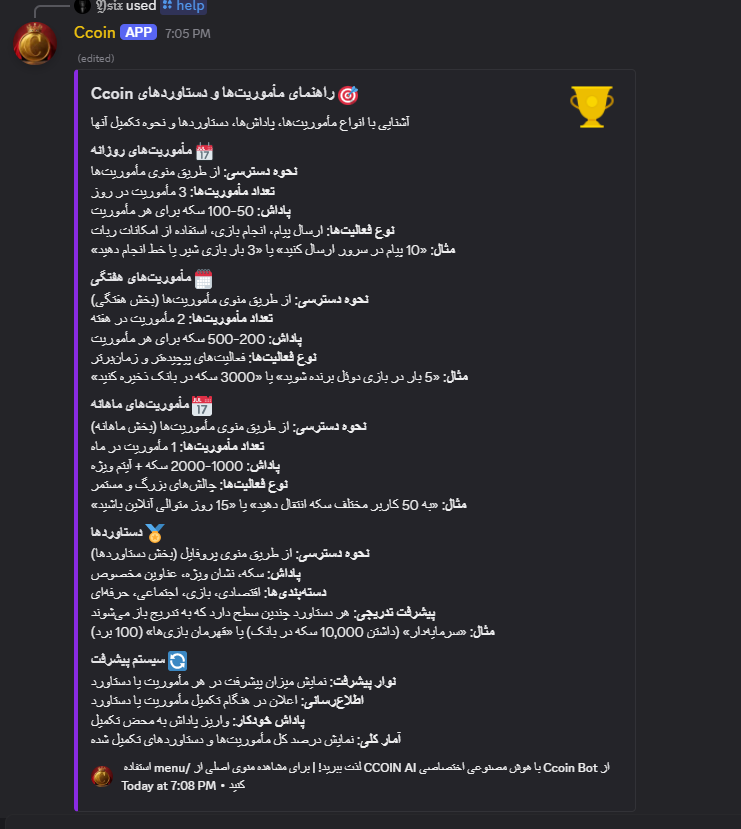 𝖄𝖘𝖎𝖝 used help
Ccoin APP 7:05 PM
(edited)
🎯 راهنمای مأموریت‌ها و دستاوردهای Ccoin
آشنایی با انواع مأموریت‌ها، پاداش‌ها، دستاوردها و نحوه تکمیل آنها
📅 مأموریت‌های روزانه
نحوه دسترسی: از طریق منوی مأموریت‌ها
تعداد مأموریت‌ها: 3 مأموریت در روز
پاداش: 50-100 سکه برای هر مأموریت
نوع فعالیت‌ها: ارسال پیام، انجام بازی، استفاده از امکانات ربات
مثال: «10 پیام در سرور ارسال کنید» یا «3 بار بازی شیر یا خط انجام دهید»
🗓️ مأموریت‌های هفتگی
نحوه دسترسی: از طریق منوی مأموریت‌ها (بخش هفتگی)
تعداد مأموریت‌ها: 2 مأموریت در هفته
پاداش: 200-500 سکه برای هر مأموریت
نوع فعالیت‌ها: فعالیت‌های پیچیده‌تر و زمان‌برتر
مثال: «5 بار در بازی دوئل برنده شوید» یا «3000 سکه در بانک ذخیره کنید»
📅 مأموریت‌های ماهانه
نحوه دسترسی: از طریق منوی مأموریت‌ها (بخش ماهانه)
تعداد مأموریت‌ها: 1 مأموریت در ماه
پاداش: 1000-2000 سکه + آیتم ویژه
نوع فعالیت‌ها: چالش‌های بزرگ و مستمر
مثال: «به 50 کاربر مختلف سکه انتقال دهید» یا «15 روز متوالی آنلاین باشید»
🏅 دستاوردها
نحوه دسترسی: از طریق منوی پروفایل (بخش دستاوردها)
پاداش: سکه، نشان ویژه، عناوین مخصوص
دسته‌بندی‌ها: اقتصادی، بازی، اجتماعی، حرفه‌ای
پیشرفت تدریجی: هر دستاورد چندین سطح دارد که به تدریج باز می‌شوند
مثال: «سرمایه‌دار» (داشتن 10,000 سکه در بانک) یا «قهرمان بازی‌ها» (100 برد)
🔄 سیستم پیشرفت
نوار پیشرفت: نمایش میزان پیشرفت در هر مأموریت یا دستاورد
اطلاع‌رسانی: اعلان در هنگام تکمیل مأموریت یا دستاورد
پاداش خودکار: واریز پاداش به محض تکمیل
آمار کلی: نمایش درصد کل مأموریت‌ها و دستاوردهای تکمیل شده
از Ccoin Bot با هوش مصنوعی اختصاصی CCOIN AI لذت ببرید! | برای مشاهده منوی اصلی از /menu استفاده
کنید • Today at 7:08 PM